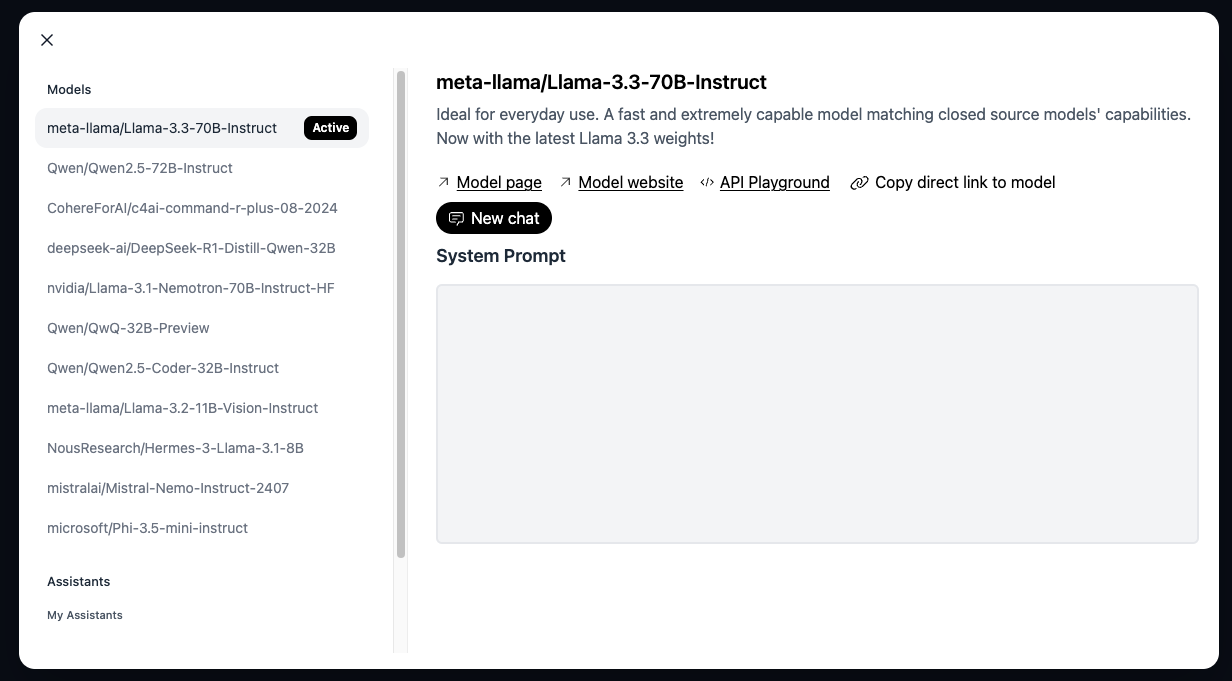 Models
meta-llama/Llama-3.3-70B-Instruct Active
Qwen/Qwen2.5-72B-Instruct
CohereForAI/c4ai-command-r-plus-08-2024
deepseek-ai/DeepSeek-R1-Distill-Qwen-32B
nvidia/Llama-3.1-Nemotron-70B-Instruct-HF
Qwen/QwQ-32B-Preview
Qwen/Qwen2.5-Coder-32B-Instruct
meta-llama/Llama-3.2-11B-Vision-Instruct
NousResearch/Hermes-3-Llama-3.1-8B
mistralai/Mistral-Nemo-Instruct-2407
microsoft/Phi-3.5-mini-instruct
Assistants
My Assistants
meta-llama/Llama-3.3-70B-Instruct
Ideal for everyday use. A fast and extremely capable model matching closed source models' capabilities.
Now with the latest Llama 3.3 weights!
Model page Model website API Playground Copy direct link to model
New chat
System Prompt